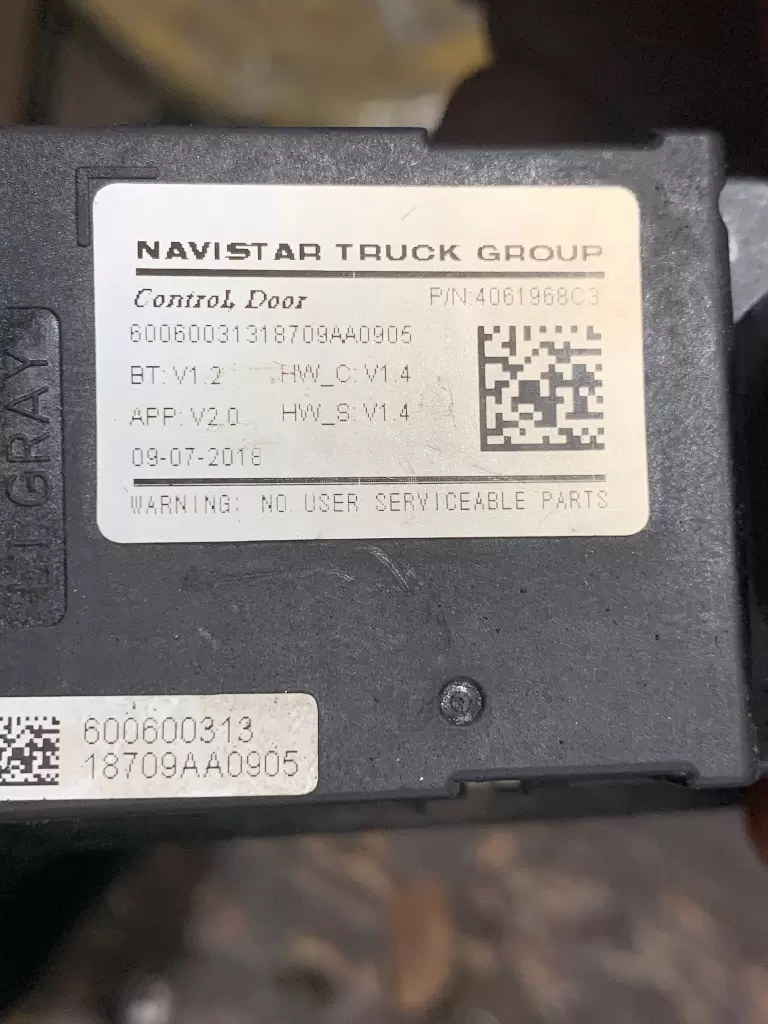 NAVISTAR TRUCK GROUP
Control, Door P/N:4061968C3
60060031318709AA0905
BT: V1.2 HW_C: V1.4
APP: V2.0 HW_S: V1.4
09-07-2018
WARNING: NO USER SERVICEABLE PARTS
GRAY
600600313
18709AA0905